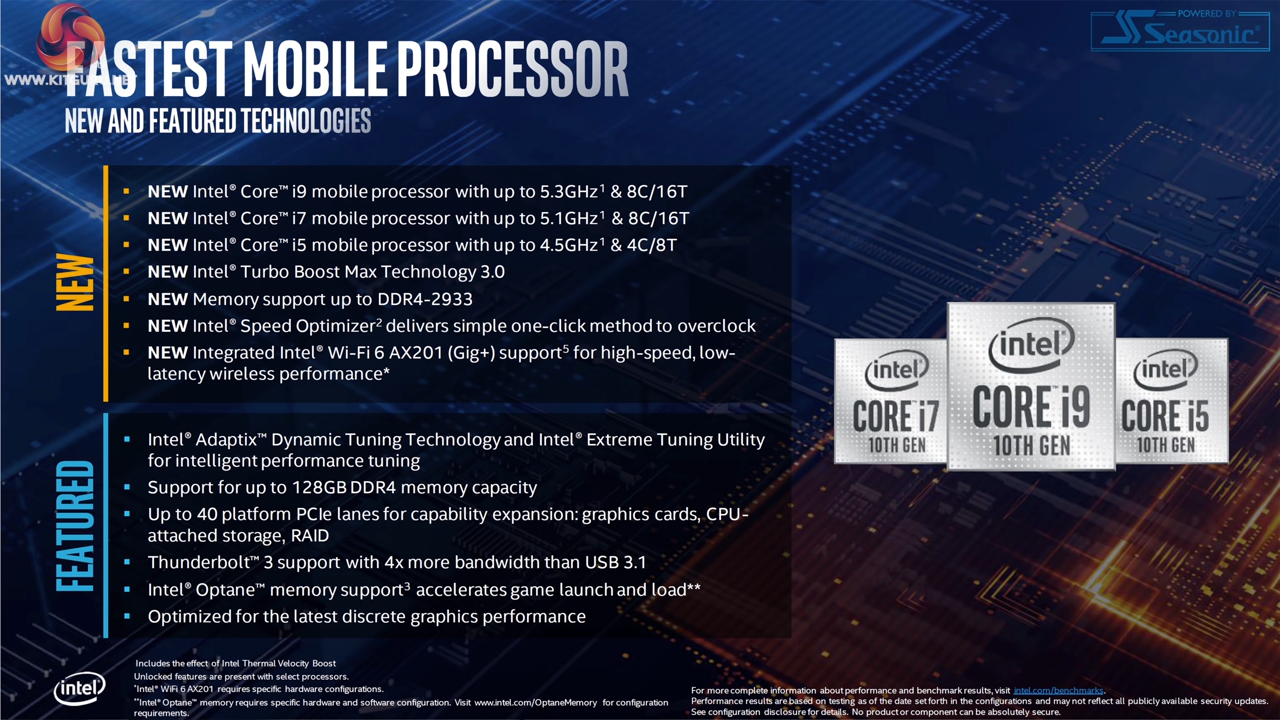 POWERED BY
Seasonic®
FASTEST MOBILE PROCESSOR
WWW.KITGURU.NET
NEW AND FEATURED TECHNOLOGIES
NEW
▪ NEW Intel® Core™ i9 mobile processor with up to 5.3GHz¹ & 8C/16T
▪ NEW Intel® Core™ i7 mobile processor with up to 5.1GHz¹ & 8C/16T
▪ NEW Intel® Core™ i5 mobile processor with up to 4.5GHz¹ & 4C/8T
▪ NEW Intel® Turbo Boost Max Technology 3.0
▪ NEW Memory support up to DDR4-2933
▪ NEW Intel® Speed Optimizer² delivers simple one-click method to overclock
▪ NEW Integrated Intel® Wi-Fi 6 AX201 (Gig+) support⁵ for high-speed, low-
latency wireless performance*
FEATURED
▪ Intel® Adaptix™ Dynamic Tuning Technology and Intel® Extreme Tuning Utility
for intelligent performance tuning
▪ Support for up to 128GB DDR4 memory capacity
▪ Up to 40 platform PCIe lanes for capability expansion: graphics cards, CPU-
attached storage, RAID
▪ Thunderbolt™ 3 support with 4x more bandwidth than USB 3.1
▪ Intel® Optane™ memory support³ accelerates game launch and load**
▪ Optimized for the latest discrete graphics performance
intel®
CORE™ i7
10TH GEN
intel®
CORE™ i9
10TH GEN
intel®
CORE™ i5
10TH GEN
intel®
Includes the effect of Intel Thermal Velocity Boost
Unlocked features are present with select processors.
*Intel® WiFi 6 AX201 requires specific hardware configurations.
**Intel® Optane™ memory requires specific hardware and software configuration. Visit www.intel.com/OptaneMemory for configuration
requirements.
For more complete information about performance and benchmark results, visit intel.com/benchmarks.
Performance results are based on testing as of the date set forth in the configurations and may not reflect all publicly available security updates.
See configuration disclosure for details. No product or component can be absolutely secure.